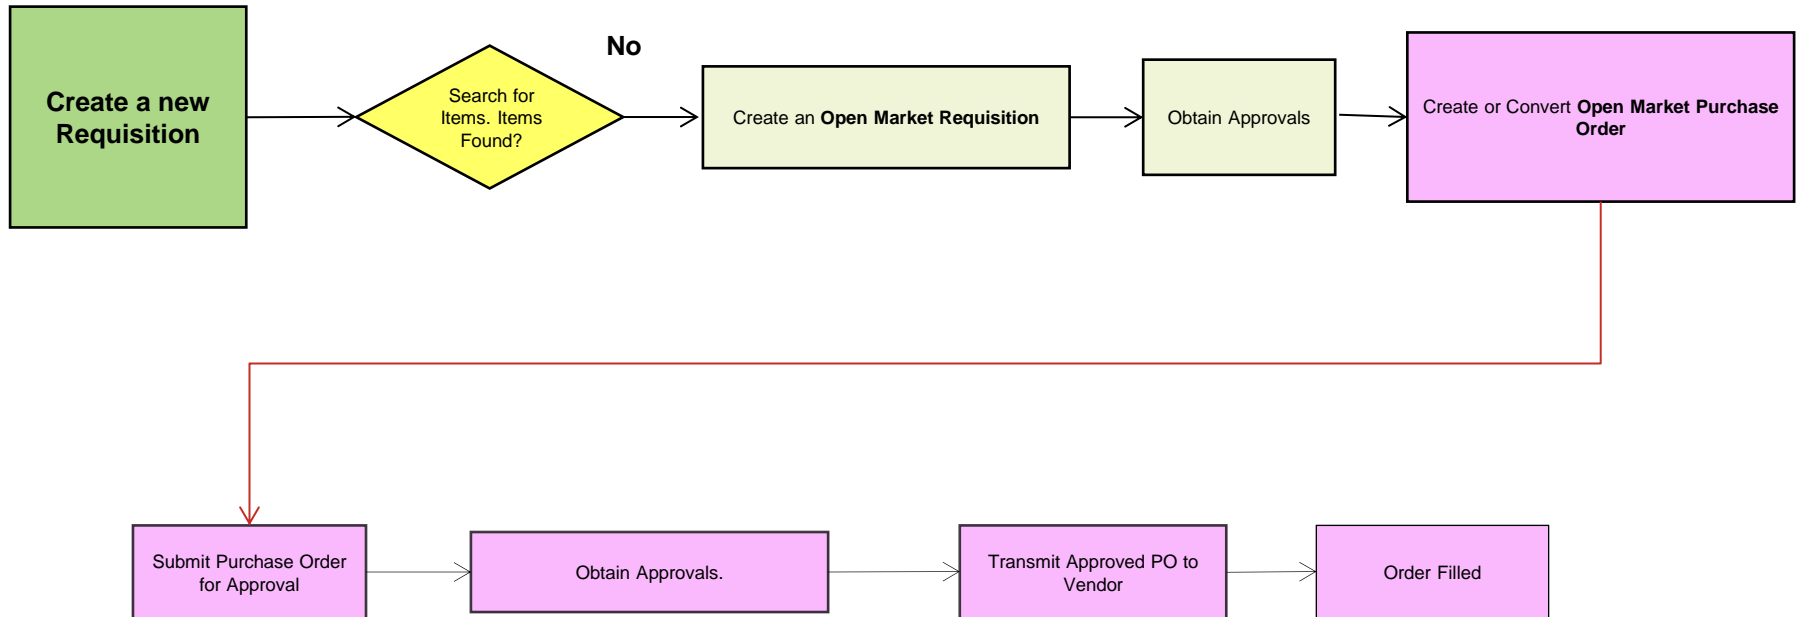 No
Create a new
Requisition
Search for
Items. Items
Found?
Create an Open Market Requisition
Obtain Approvals
Create or Convert Open Market Purchase
Order
Submit Purchase Order
for Approval
Obtain Approvals.
Transmit Approved PO to
Vendor
Order Filled